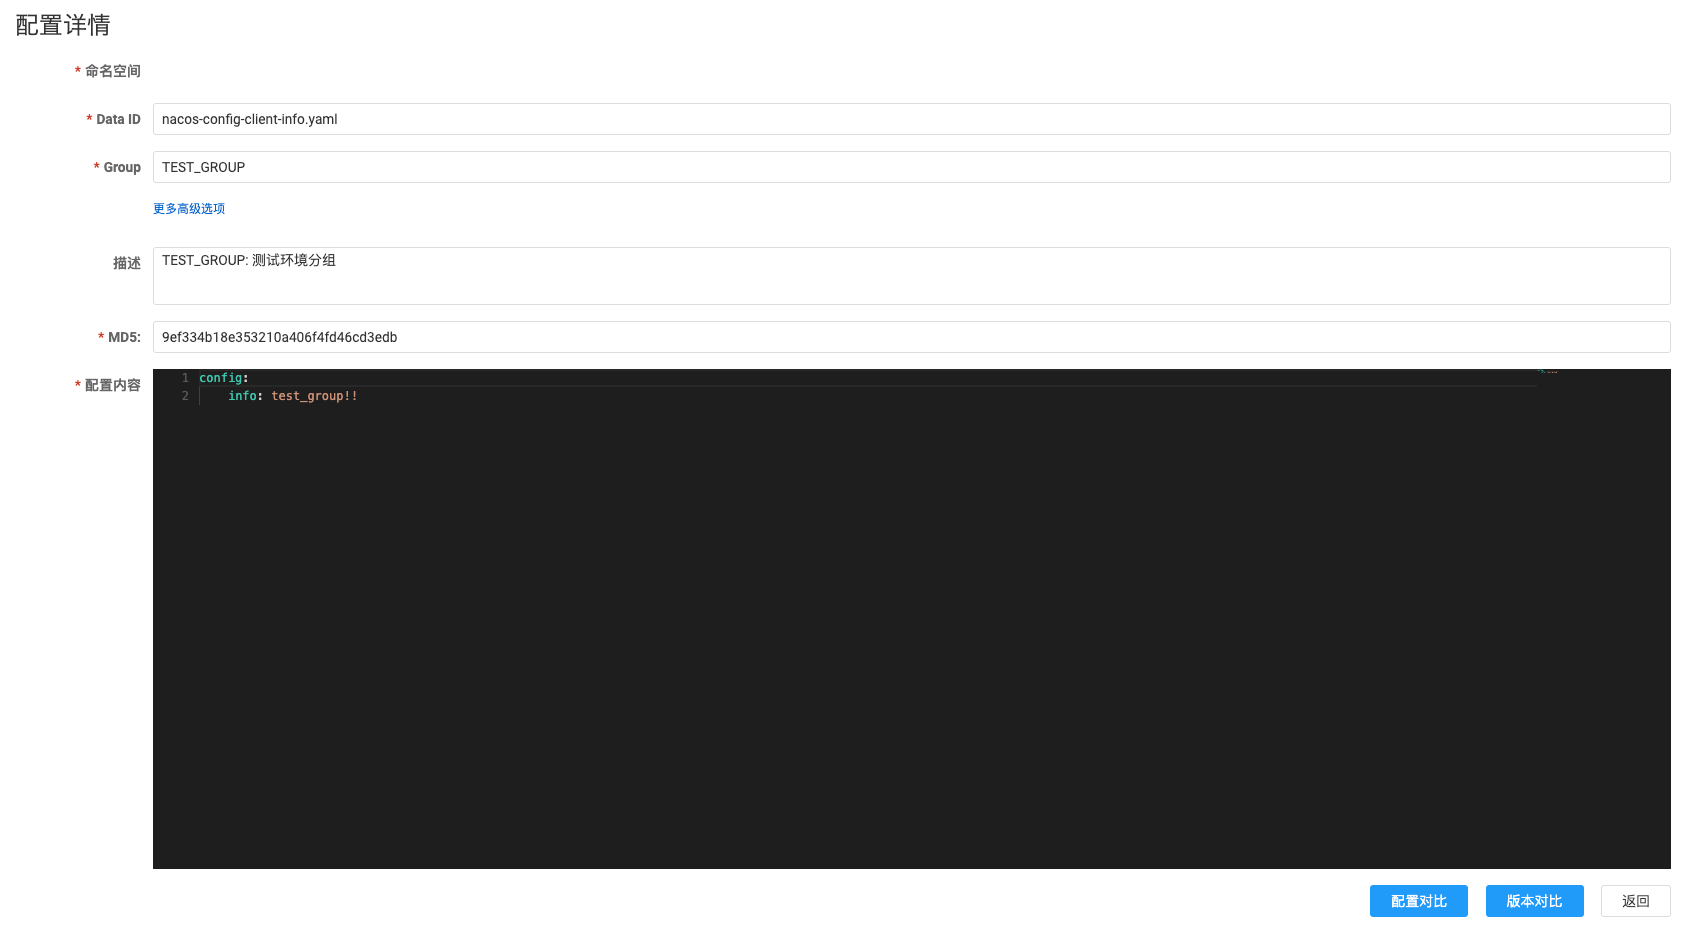 配置详情
* 命名空间
* Data ID
nacos-config-client-info.yaml
* Group
TEST_GROUP
更多高级选项
描述
TEST_GROUP: 测试环境分组
* MD5:
9ef334b18e353210a406f4fd46cd3edb
* 配置内容
1 config:
2     info: test_group!!
配置对比
版本对比
返回